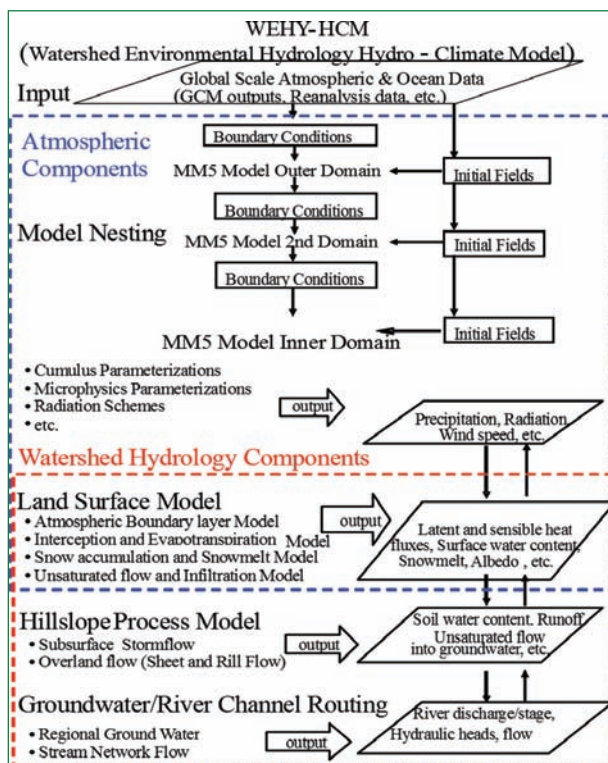 WEHY-HCM
(Watershed Environmental Hydrology Hydro - Climate Model)
Input
Global Scale Atmospheric & Ocean Data
(GCM outputs, Reanalysis data, etc.)
Atmospheric
Components
Boundary Conditions
MM5 Model Outer Domain
Initial Fields
Boundary Conditions
Model Nesting
MM5 Model 2nd Domain
Initial Fields
Boundary Conditions
MM5 Model Inner Domain
Initial Fields
• Cumulus Parameterizations
• Microphysics Parameterizations
• Radiation Schemes
• etc.
output
Precipitation, Radiation
Wind speed, etc.
Watershed Hydrology Components
Land Surface Model
• Atmospheric Boundary layer Model
• Interception and Evapotranspiration Model
• Snow accumulation and Snowmelt Model
• Unsaturated flow and Infiltration Model
output
Latent and sensible heat
fluxes, Surface water content,
Snowmelt, Albedo , etc.
Hillslope Process Model
• Subsurface Stormflow
• Overland flow (Sheet and Rill Flow)
output
Soil water content. Runoff,
Unsaturated flow
into groundwater, etc.
Groundwater/River Channel Routing
• Regional Ground Water
• Stream Network Flow
output
River discharge/stage,
Hydraulic heads, flow